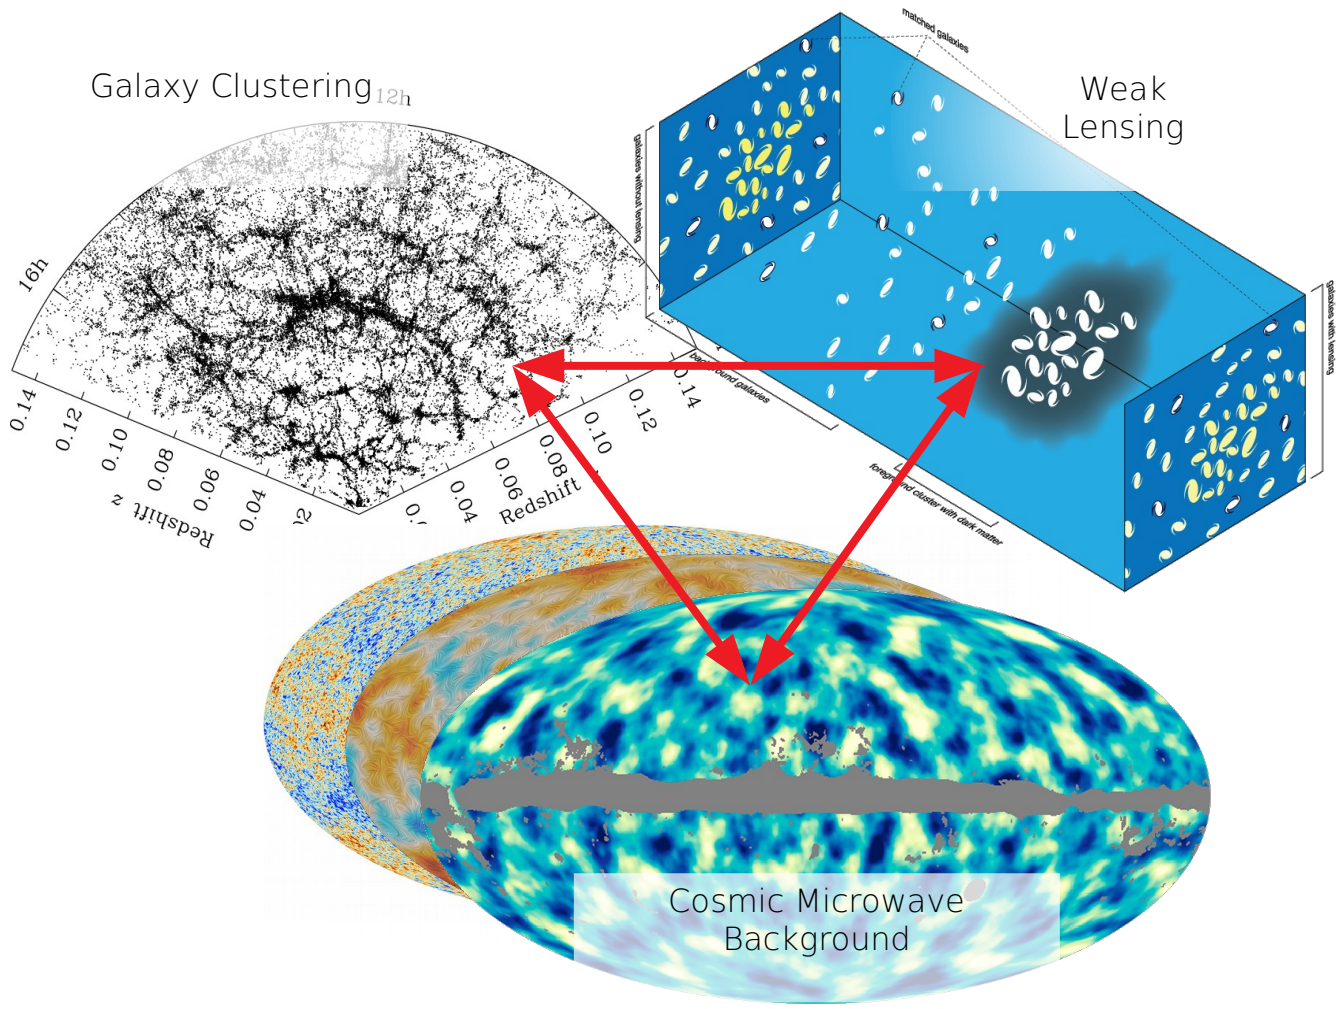 Galaxy Clustering
12h
16h
0.14
0.12
0.10
0.08
0.06
0.04
Redshift z
0.04
0.06
0.08
0.10
0.12
0.14
Redshift
matched galaxies
Weak
Lensing
galaxies without lensing
galaxies with lensing
background galaxies
foreground cluster with dark matter
Cosmic Microwave
Background